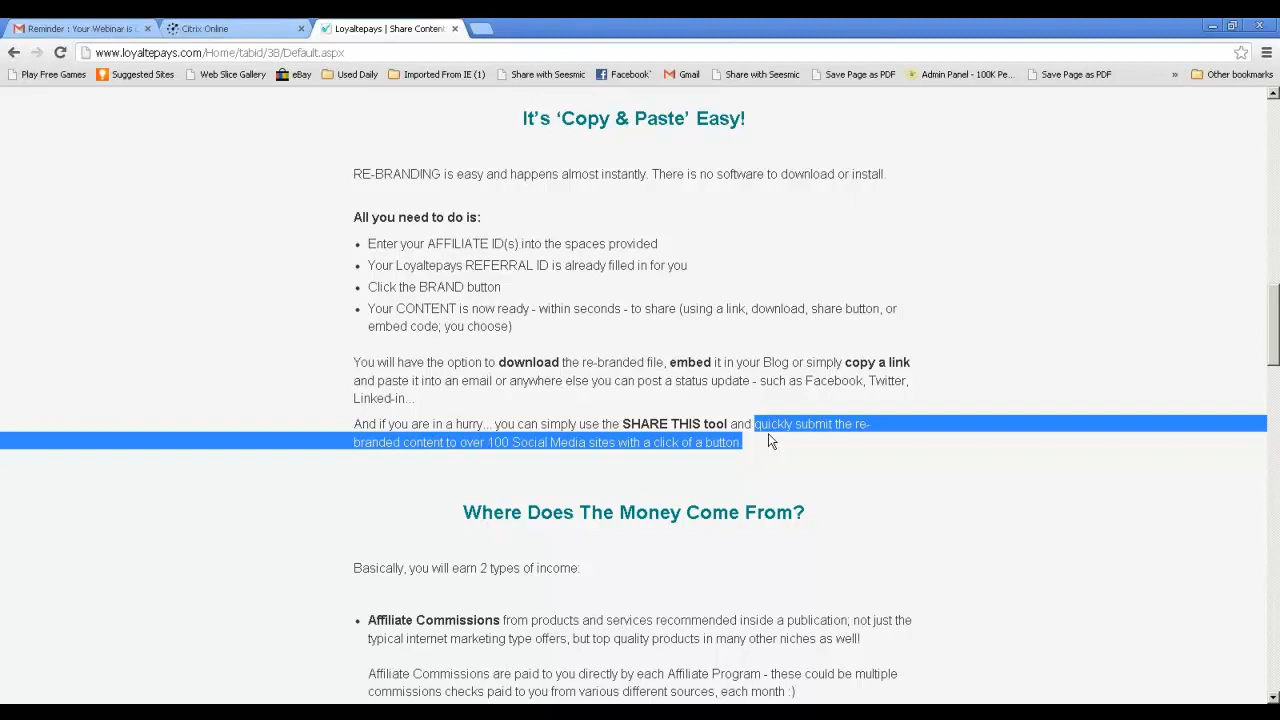 Reminder : Your Webinar is
Citrix Online
Loyaltepays | Share Content
www.loyaltepays.com/Home/tabid/38/Default.aspx
Play Free Games
Suggested Sites
Web Slice Gallery
eBay
Used Daily
Imported From IE (1)
Share with Seesmic
Facebook
Gmail
Share with Seesmic
Save Page as PDF
Admin Panel - 100K Pe...
Save Page as PDF
»
Other bookmarks
It's 'Copy & Paste' Easy!
RE-BRANDING is easy and happens almost instantly. There is no software to download or install.
All you need to do is:
• Enter your AFFILIATE ID(s) into the spaces provided
• Your Loyaltepays REFERRAL ID is already filled in for you
• Click the BRAND button
• Your CONTENT is now ready - within seconds - to share (using a link, download, share button, or
embed code; you choose)
You will have the option to download the re-branded file, embed it in your Blog or simply copy a link
and paste it into an email or anywhere else you can post a status update - such as Facebook, Twitter,
Linked-in...
And if you are in a hurry... you can simply use the SHARE THIS tool and quickly submit the re-
branded content to over 100 Social Media sites with a click of a button.
Where Does The Money Come From?
Basically, you will earn 2 types of income:
• Affiliate Commissions from products and services recommended inside a publication; not just the
typical internet marketing type offers, but top quality products in many other niches as well!
Affiliate Commissions are paid to you directly by each Affiliate Program - these could be multiple
commissions checks paid to you from various different sources, each month :)